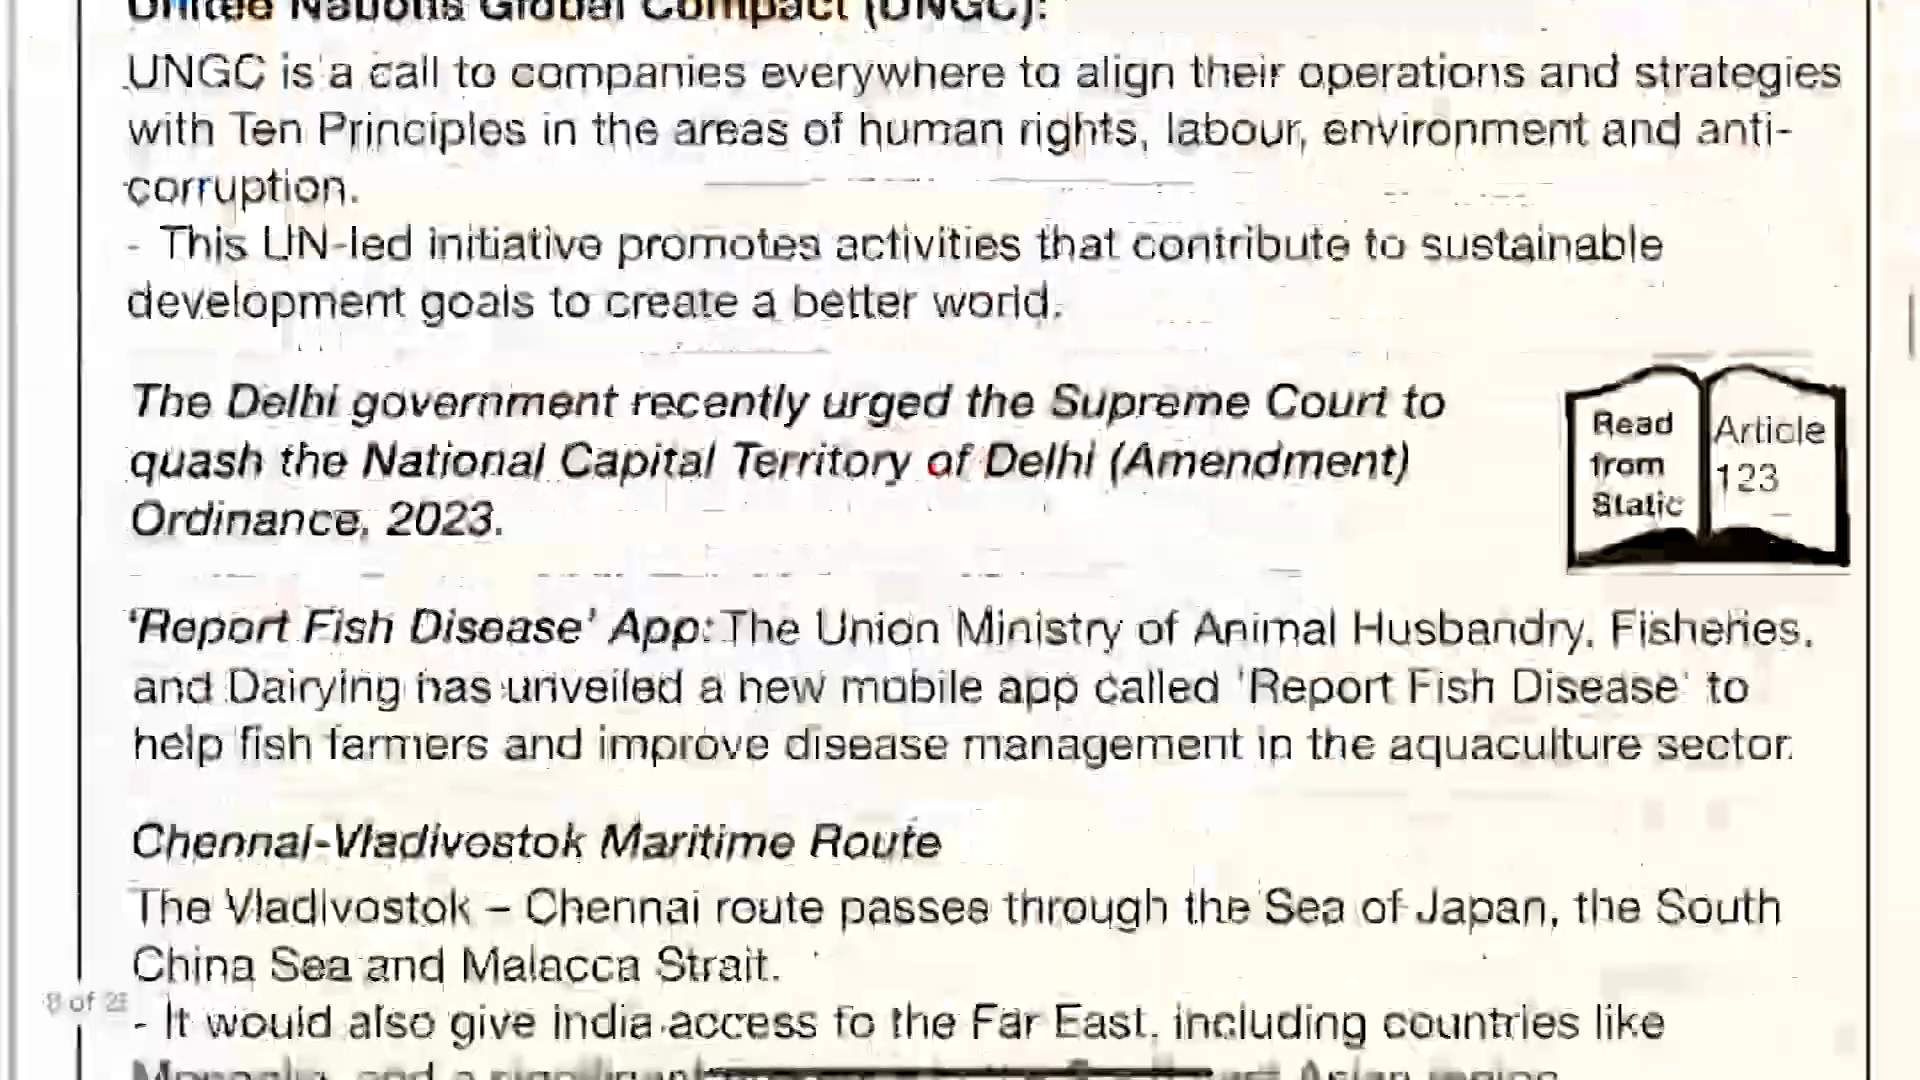 United Nations Global Compact (UNGC):
UNGC is a call to companies everywhere to align their operations and strategies
with Ten Principles in the areas of human rights, labour, environment and anti-
corruption.
- This UN-led initiative promotes activities that contribute to sustainable
development goals to create a better world.
The Delhi government recently urged the Supreme Court to
quash the National Capital Territory of Delhi (Amendment)
Ordinance, 2023.
Read
from
Static
Article
123
'Report Fish Disease' App: The Union Ministry of Animal Husbandry, Fisheries,
and Dairying has unveiled a new mobile app called 'Report Fish Disease' to
help fish farmers and improve disease management in the aquaculture sector.
Chennai-Vladivostok Maritime Route
The Vladivostok – Chennai route passes through the Sea of Japan, the South
China Sea and Malacca Strait.
- It would also give india access to the Far East, including countries like